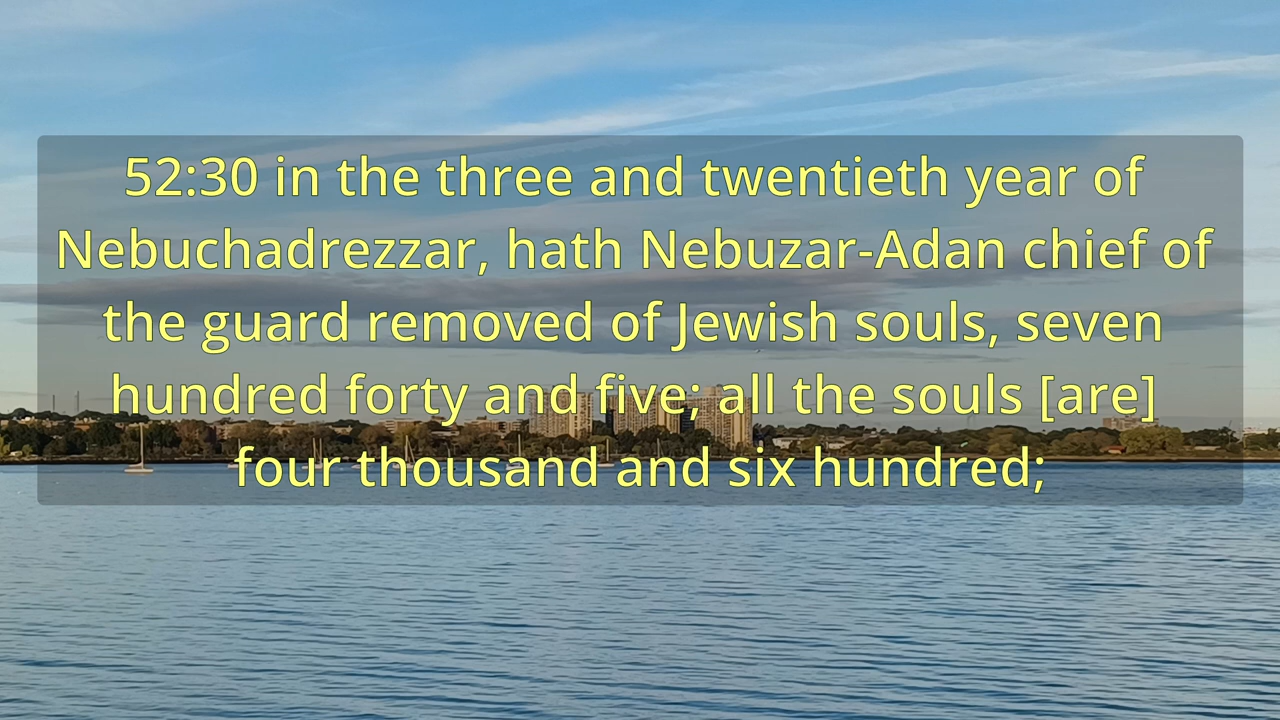 52:30 in the three and twentieth year of
Nebuchadrezzar, hath Nebuzar-Adan chief of
the guard removed of Jewish souls, seven
hundred forty and five; all the souls [are]
four thousand and six hundred;